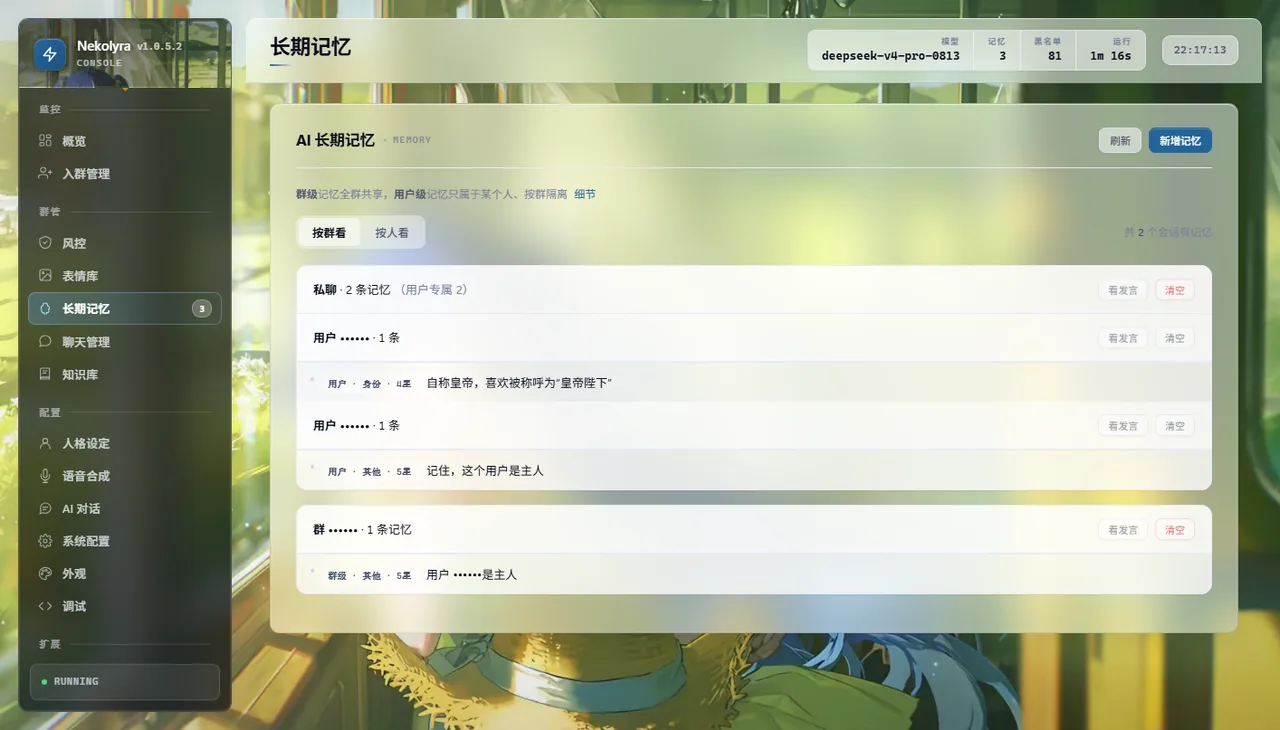 Nekolyra v1.0.5.2
CONSOLE
监控
概览
入群管理
群管
风控
表情库
长期记忆 3
聊天管理
知识库
配置
人格设定
语音合成
AI 对话
系统配置
外观
调试
扩展
RUNNING
长期记忆
模型 记忆 黑名单 运行
deepseek-v4-pro-0813 3 81 1m 16s
22:17:13
AI 长期记忆 · MEMORY
刷新 新增记忆
群级记忆全群共享，用户级记忆只属于某个人、按群隔离 细节
按群看 按人看
共 2 个会话有记忆
私聊 · 2 条记忆 （用户专属 2） 看发言 清空
用户 •••••• · 1 条 看发言 清空
用户 · 身份 · 4星 自称皇帝，喜欢被称呼为"皇帝陛下"
用户 •••••• · 1 条 看发言 清空
用户 · 其他 · 5星 记住，这个用户是主人
群 •••••• · 1 条记忆 看发言 清空
群级 · 其他 · 5星 用户 ••••••是主人